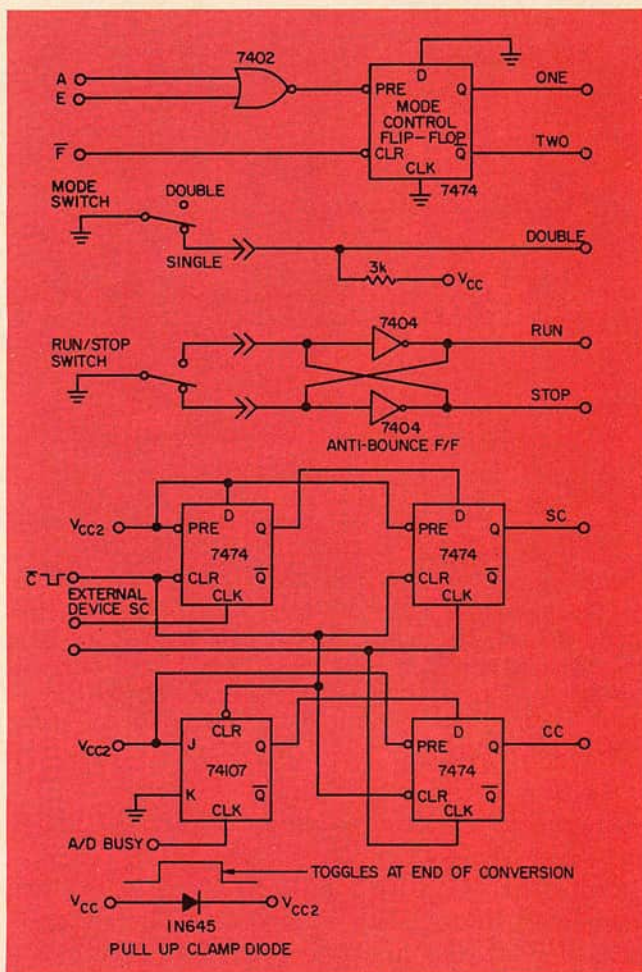 7402
A
E
PRE
D
Q
ONE
MODE
CONTROL
FLIP-FLOP
F̅
CLR
Q̅
TWO
CLK
7474
MODE
SWITCH
DOUBLE
SINGLE
DOUBLE
3k
VCC
RUN/STOP
SWITCH
7404
RUN
STOP
7404
ANTI-BOUNCE F/F
VCC2
PRE
D
Q
7474
CLR
Q̅
CLK
PRE
D
Q
SC
7474
CLR
Q̅
CLK
C̅
EXTERNAL
DEVICE SC
VCC2
J
CLR
Q
74107
K
Q̅
CLK
PRE
D
Q
CC
7474
CLR
Q̅
CLK
A/D BUSY
TOGGLES AT END OF CONVERSION
VCC
VCC2
IN645
PULL UP CLAMP DIODE